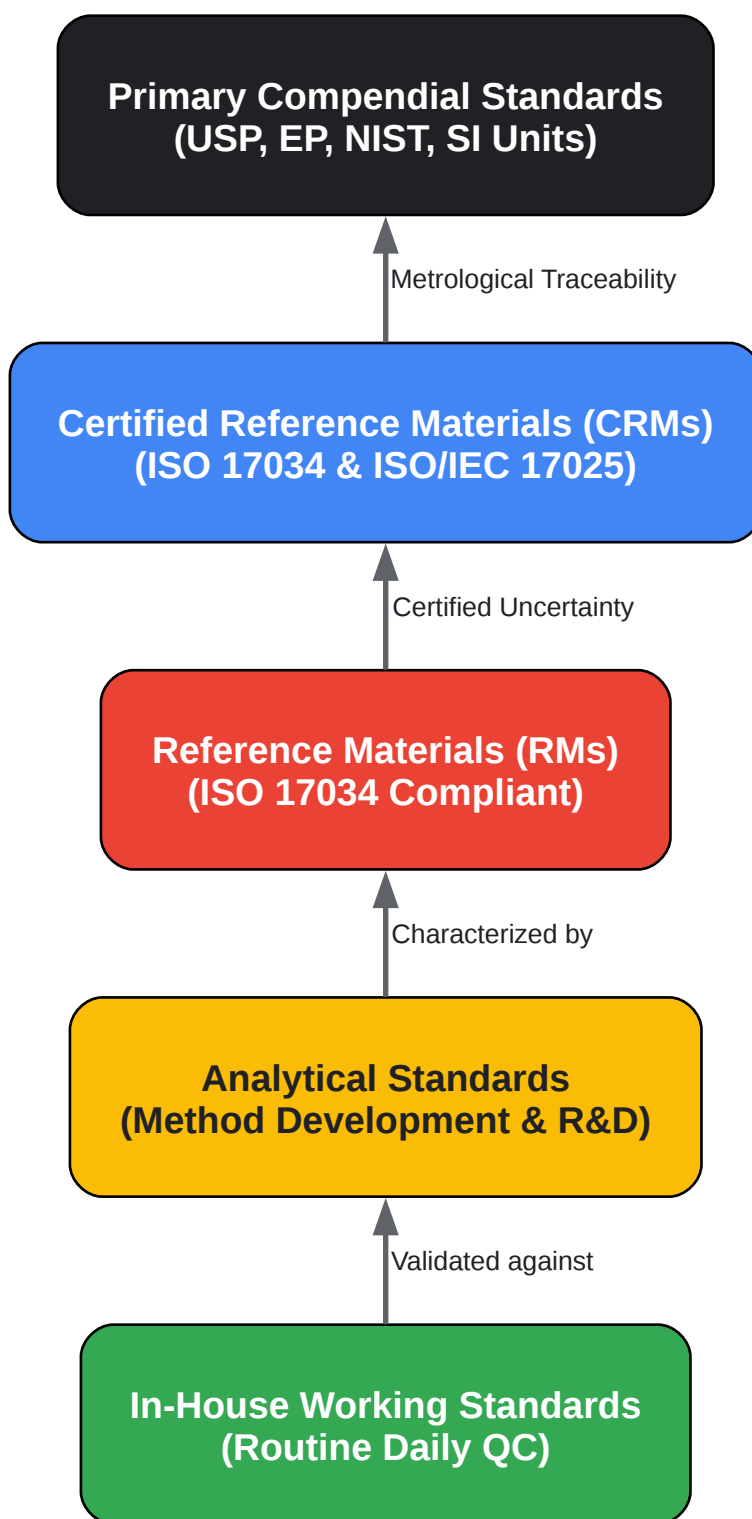 Primary Compendial Standards
(USP, EP, NIST, SI Units)
Metrological Traceability
Certified Reference Materials (CRMs)
(ISO 17034 & ISO/IEC 17025)
Certified Uncertainty
Reference Materials (RMs)
(ISO 17034 Compliant)
Characterized by
Analytical Standards
(Method Development & R&D)
Validated against
In-House Working Standards
(Routine Daily QC)